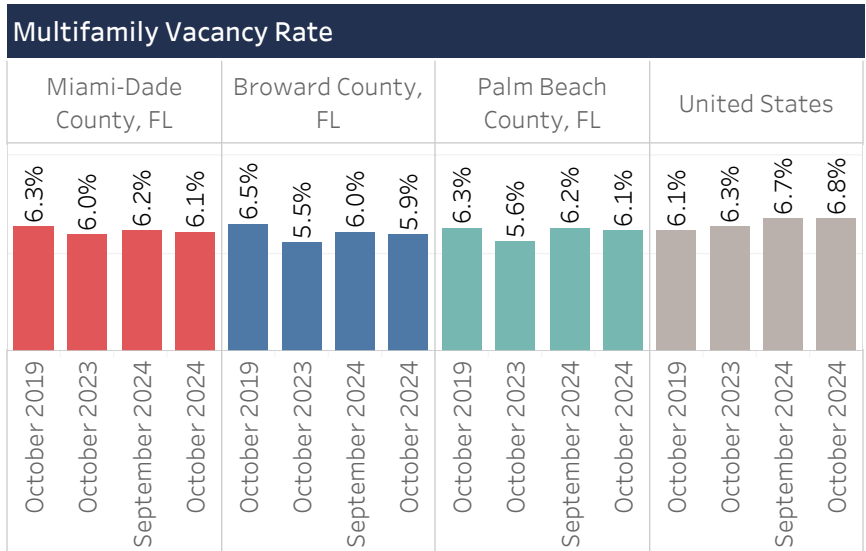 Multifamily Vacancy Rate
Miami-Dade
County, FL
Broward County,
FL
Palm Beach
County, FL
United States
6.3%
6.0%
6.2%
6.1%
6.5%
5.5%
6.0%
5.9%
6.3%
5.6%
6.2%
6.1%
6.1%
6.3%
6.7%
6.8%
October 2019
October 2023
September 2024
October 2024
October 2019
October 2023
September 2024
October 2024
October 2019
October 2023
September 2024
October 2024
October 2019
October 2023
September 2024
October 2024